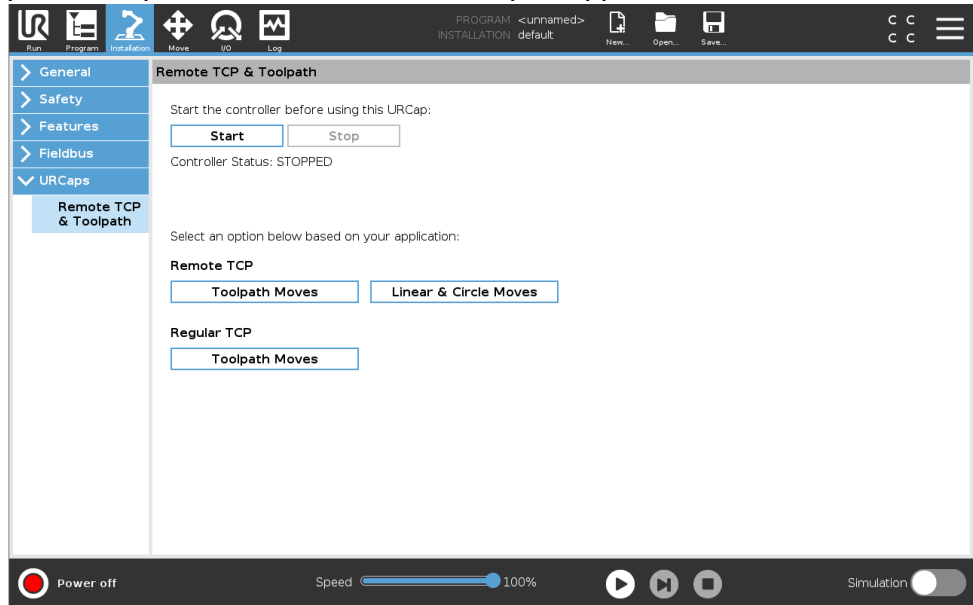 PROGRAM <unnamed>
INSTALLATION default
C C
C C
Run Program Installation Move I/O Log New... Open... Save...
General
Safety
Features
Fieldbus
URCaps
Remote TCP
& Toolpath
Remote TCP & Toolpath
Start the controller before using this URCap:
Start Stop
Controller Status: STOPPED
Select an option below based on your application:
Remote TCP
Toolpath Moves Linear & Circle Moves
Regular TCP
Toolpath Moves
Power off Speed 100% Simulation